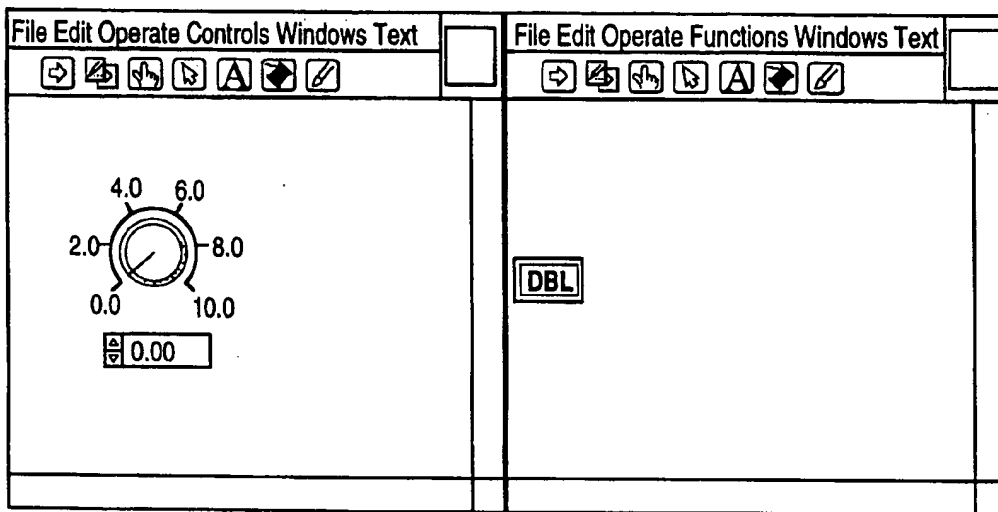 File Edit Operate Controls Windows Text
A
4.0 6.0
2.0 8.0
0.0 10.0
0.00
File Edit Operate Functions Windows Text
A
DBL